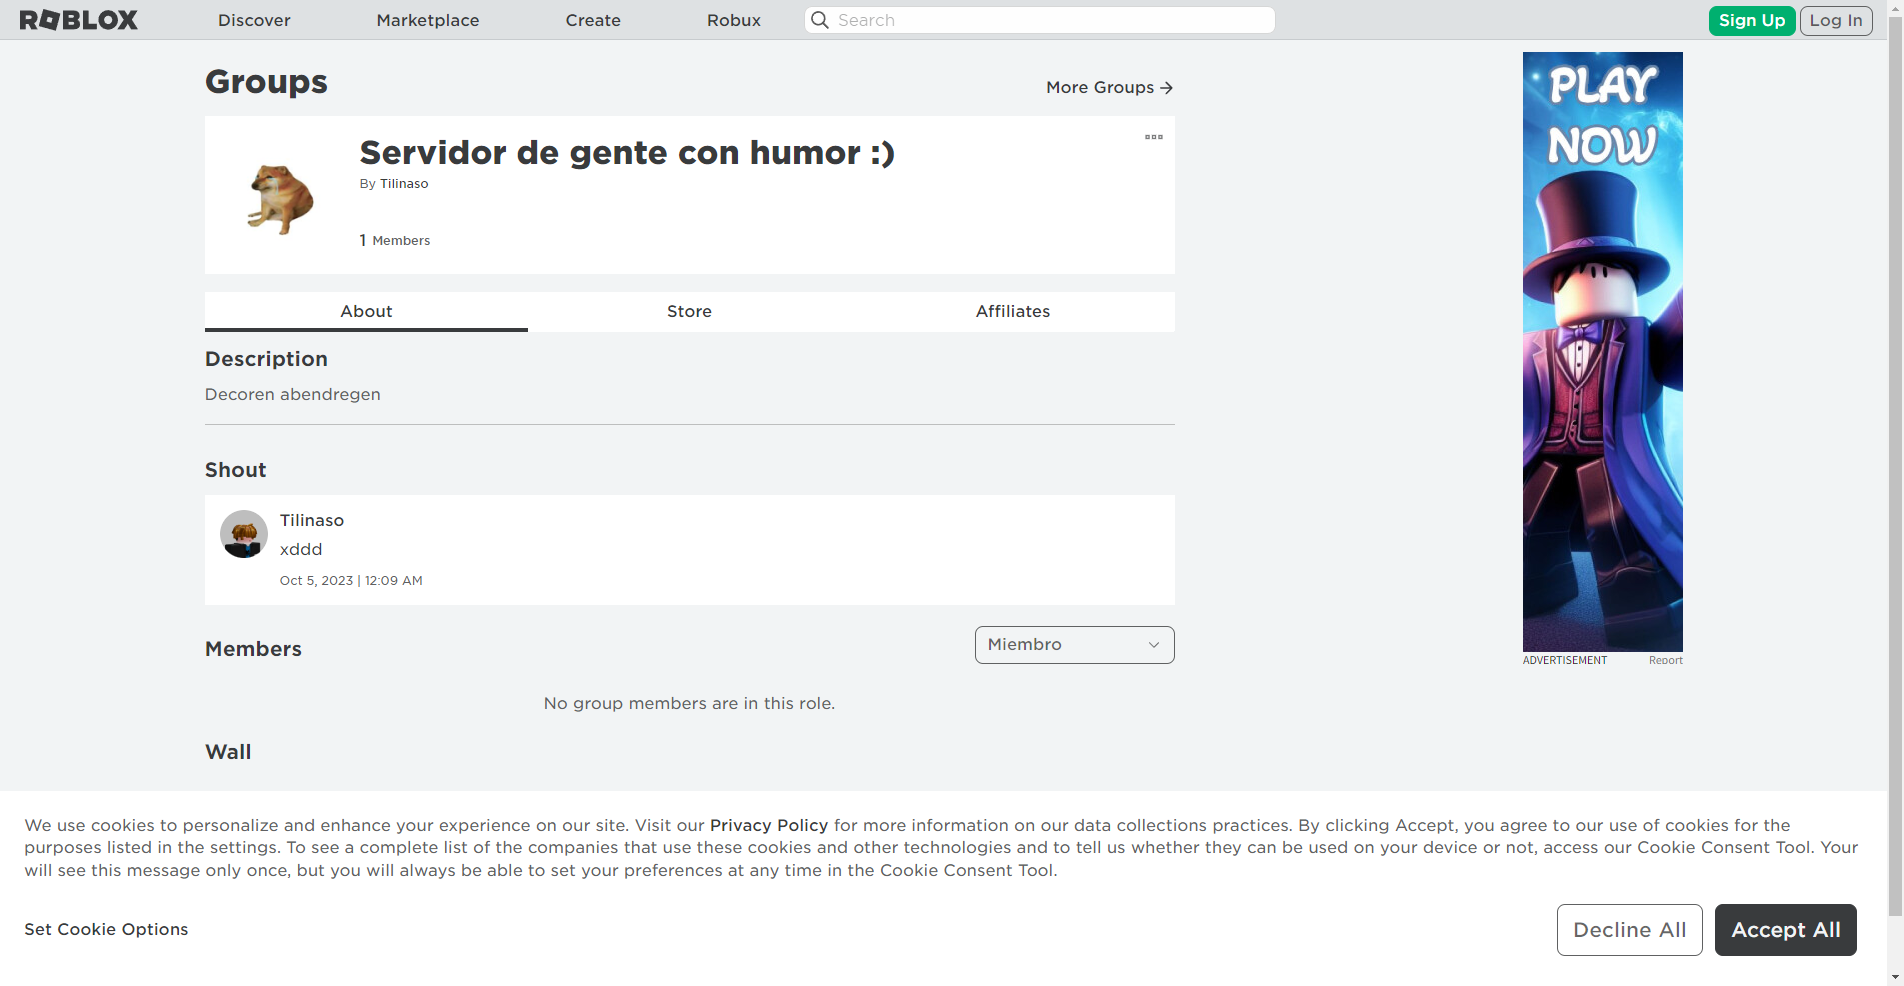 ROBLOX
Discover
Marketplace
Create
Robux
Search
Sign Up
Log In
Groups
More Groups →
Servidor de gente con humor :)
By Tilinaso
1 Members
About
Store
Affiliates
Description
Decoren abendregen
Shout
Tilinaso
xddd
Oct 5, 2023 | 12:09 AM
Members
Miembro
No group members are in this role.
Wall
PLAY
NOW
ADVERTISEMENT
Report
We use cookies to personalize and enhance your experience on our site. Visit our Privacy Policy for more information on our data collections practices. By clicking Accept, you agree to our use of cookies for the
purposes listed in the settings. To see a complete list of the companies that use these cookies and other technologies and to tell us whether they can be used on your device or not, access our Cookie Consent Tool. Your
will see this message only once, but you will always be able to set your preferences at any time in the Cookie Consent Tool.
Set Cookie Options
Decline All
Accept All